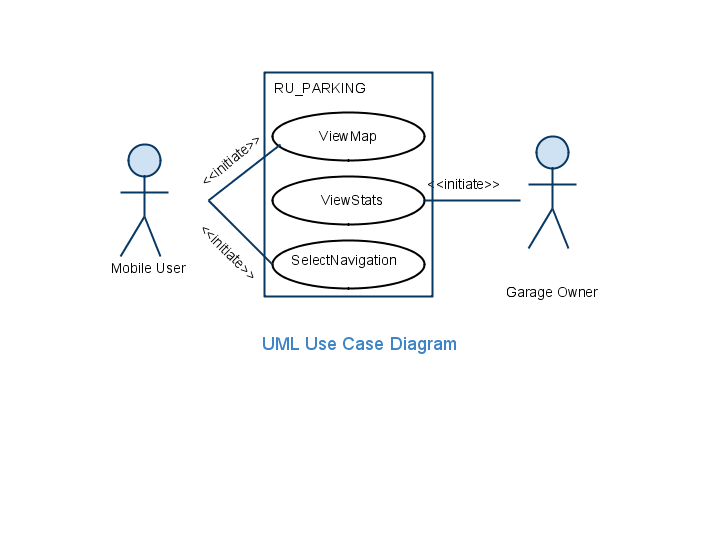 RU_PARKING
ViewMap
<<initiate>>
ViewStats
<<initiate>>
<<initiate>>
SelectNavigation
Mobile User
Garage Owner
UML Use Case Diagram